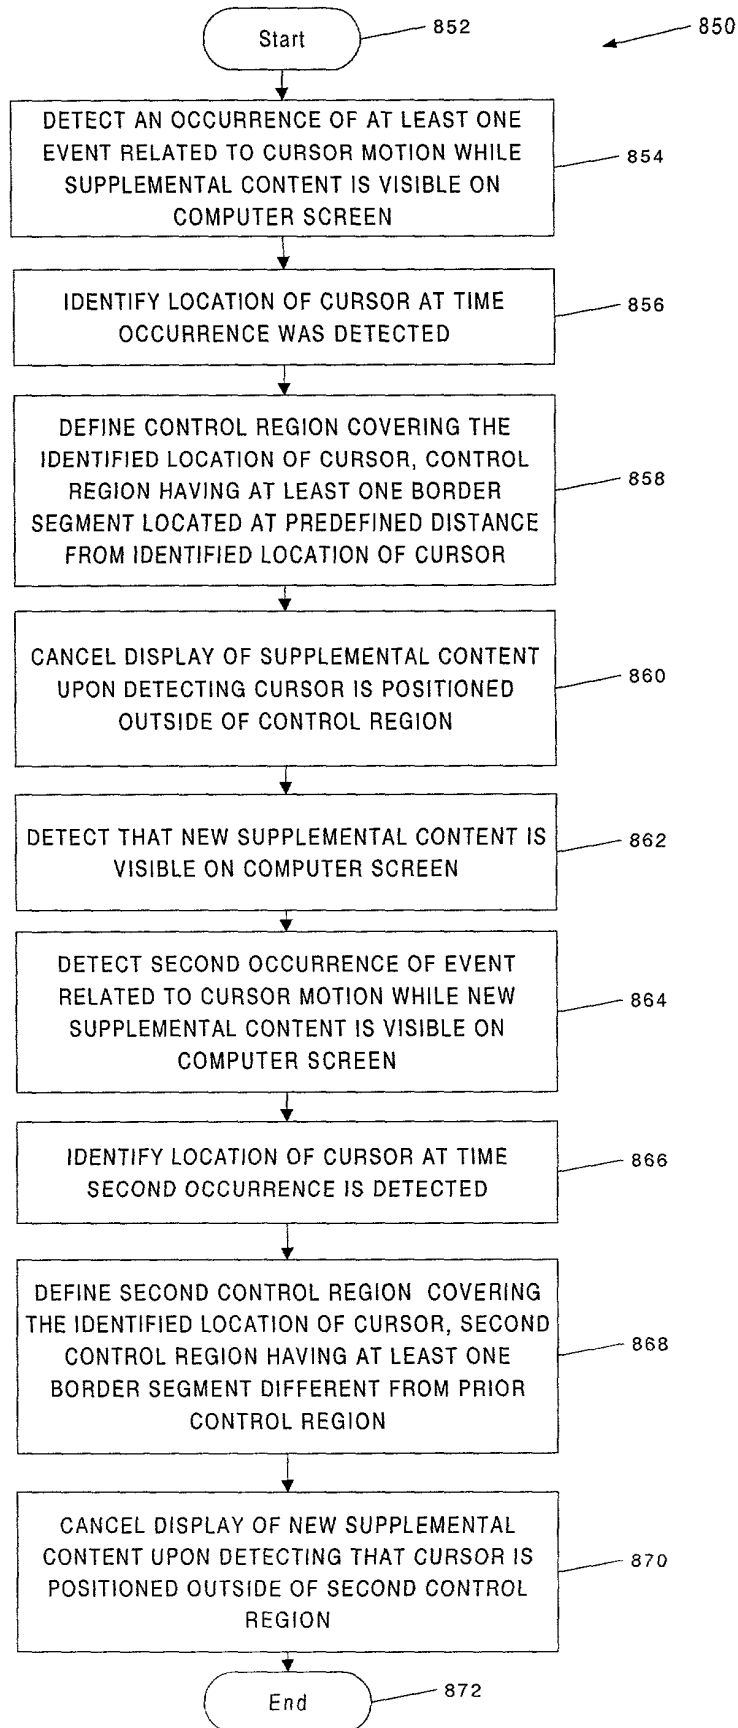 Start
852
850
DETECT AN OCCURRENCE OF AT LEAST ONE
EVENT RELATED TO CURSOR MOTION WHILE
SUPPLEMENTAL CONTENT IS VISIBLE ON
COMPUTER SCREEN
854
IDENTIFY LOCATION OF CURSOR AT TIME
OCCURRENCE WAS DETECTED
856
DEFINE CONTROL REGION COVERING THE
IDENTIFIED LOCATION OF CURSOR, CONTROL
REGION HAVING AT LEAST ONE BORDER
SEGMENT LOCATED AT PREDEFINED DISTANCE
FROM IDENTIFIED LOCATION OF CURSOR
858
CANCEL DISPLAY OF SUPPLEMENTAL CONTENT
UPON DETECTING CURSOR IS POSITIONED
OUTSIDE OF CONTROL REGION
860
DETECT THAT NEW SUPPLEMENTAL CONTENT IS
VISIBLE ON COMPUTER SCREEN
862
DETECT SECOND OCCURRENCE OF EVENT
RELATED TO CURSOR MOTION WHILE NEW
SUPPLEMENTAL CONTENT IS VISIBLE ON
COMPUTER SCREEN
864
IDENTIFY LOCATION OF CURSOR AT TIME
SECOND OCCURRENCE IS DETECTED
866
DEFINE SECOND CONTROL REGION COVERING
THE IDENTIFIED LOCATION OF CURSOR, SECOND
CONTROL REGION HAVING AT LEAST ONE
BORDER SEGMENT DIFFERENT FROM PRIOR
CONTROL REGION
868
CANCEL DISPLAY OF NEW SUPPLEMENTAL
CONTENT UPON DETECTING THAT CURSOR IS
POSITIONED OUTSIDE OF SECOND CONTROL
REGION
870
End
872